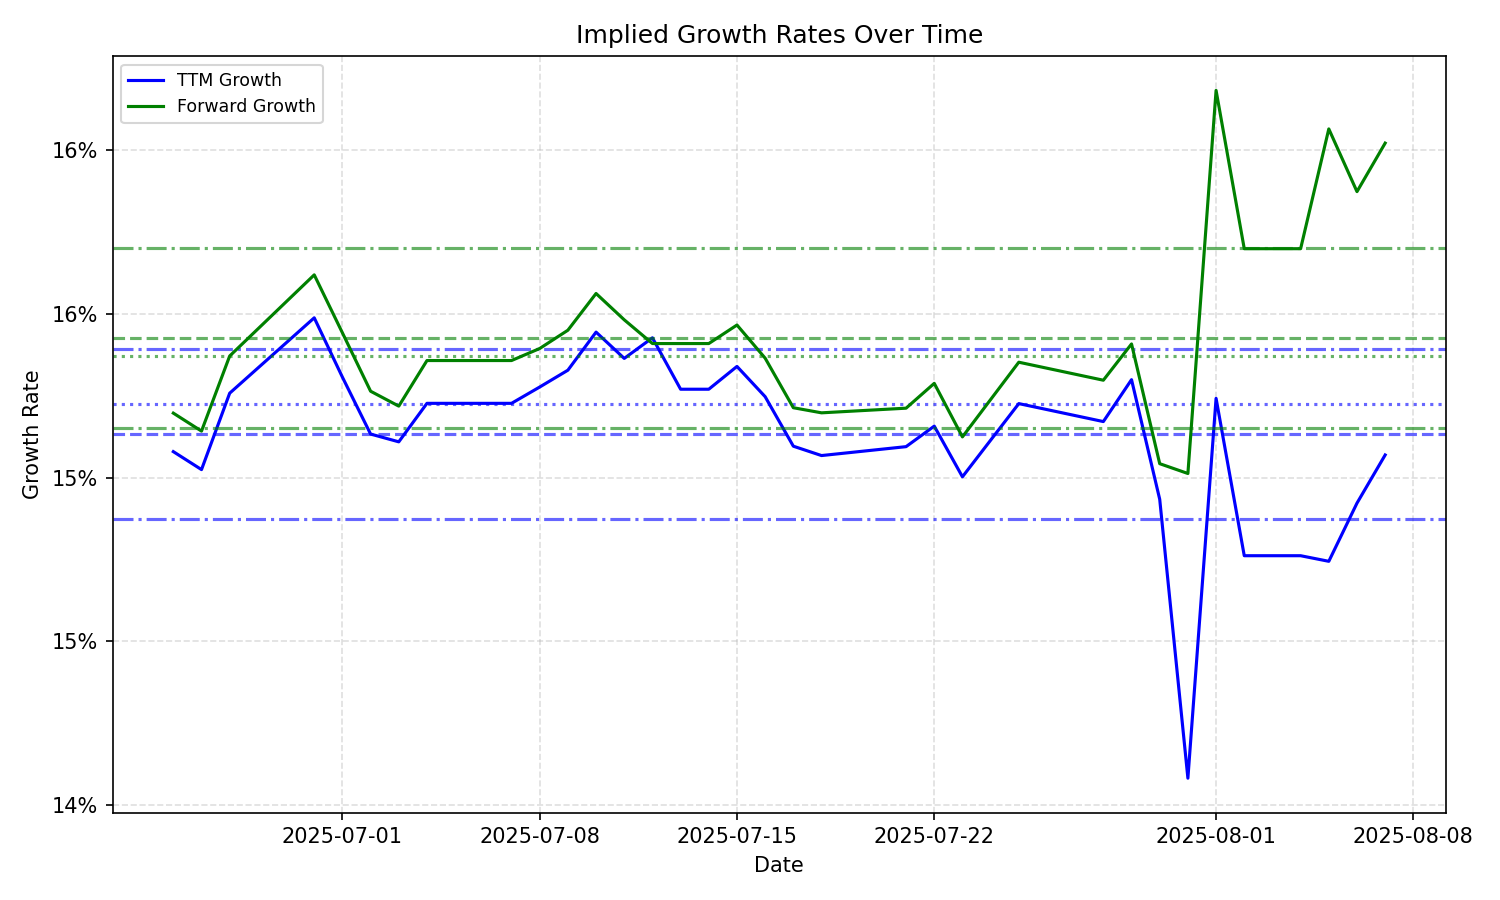 Implied Growth Rates Over Time
TTM Growth
Forward Growth
16%
16%
15%
15%
14%
Growth Rate
2025-07-01
2025-07-08
2025-07-15
2025-07-22
2025-08-01
2025-08-08
Date